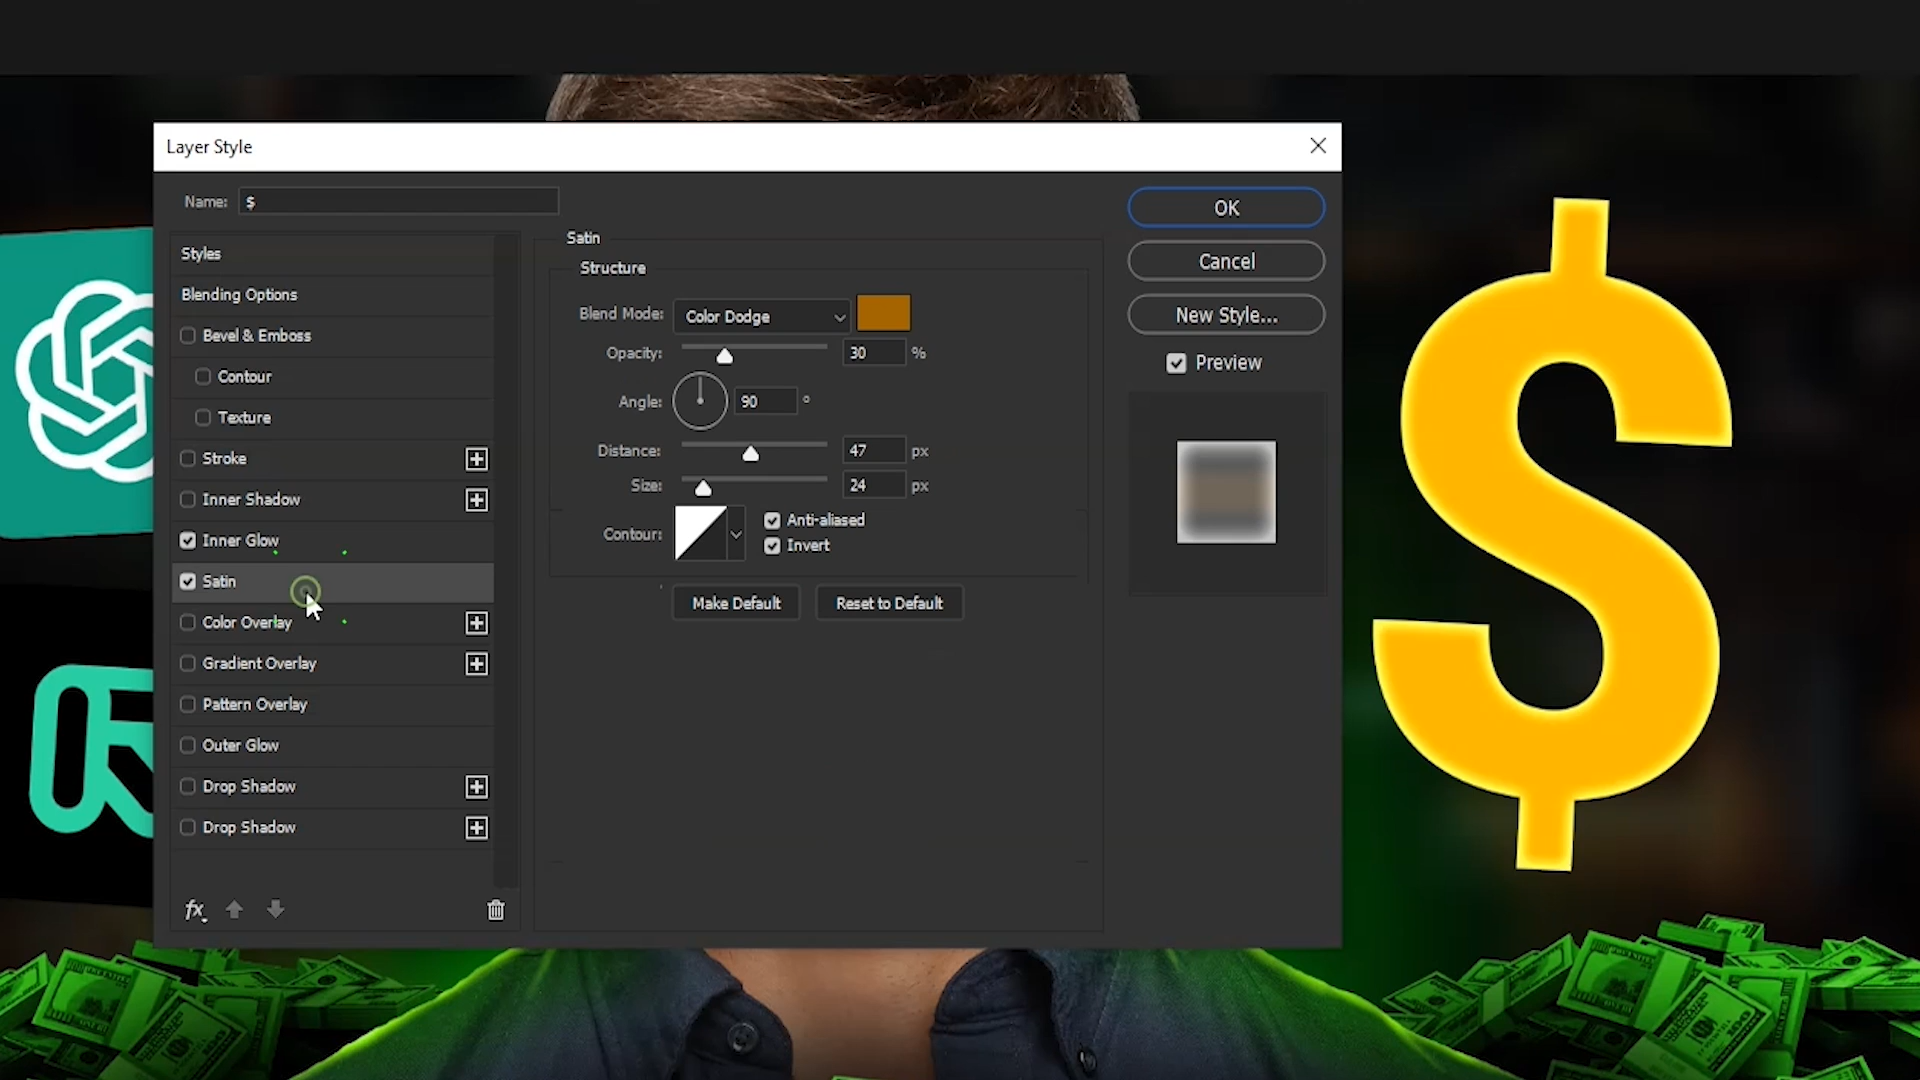 Layer Style
Name: $
OK
Cancel
New Style...
Preview
Styles
Blending Options
Bevel & Emboss
Contour
Texture
Stroke
Inner Shadow
Inner Glow
Satin
Color Overlay
Gradient Overlay
Pattern Overlay
Outer Glow
Drop Shadow
Drop Shadow
fx
Satin
Structure
Blend Mode: Color Dodge
Opacity: 30 %
Angle: 90 °
Distance: 47 px
Size: 24 px
Contour: Anti-aliased
Invert
Make Default Reset to Default
$